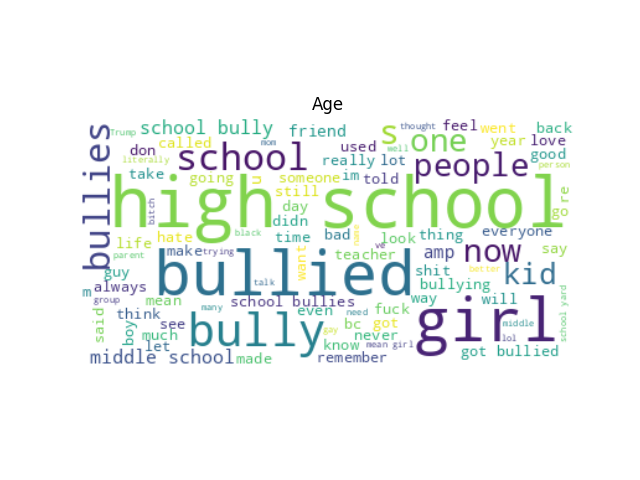 Age
high school
bullied
girl
bully
school
bullies
people
one
now
kid
s
school bully
middle school
friend
called
don
take
going
u
someone
still
day
didn
time
bad
really
lot
im
told
used
feel
went
year
love
back
good
person
re
go
everyone
say
thing
look
teacher
amp
shit
bullying
way
will
school bullies
even
bc
fuck
got
never
know
mean girl
remember
got bullied
life
hate
make
trying
guy
always
m
group
mean
think
said
boy
see
much
let
made
many
talk
want
name
ve
better
need
gay
middle
lol
school yard
parent
black
bitch
literally
Trump
mom
thought
well